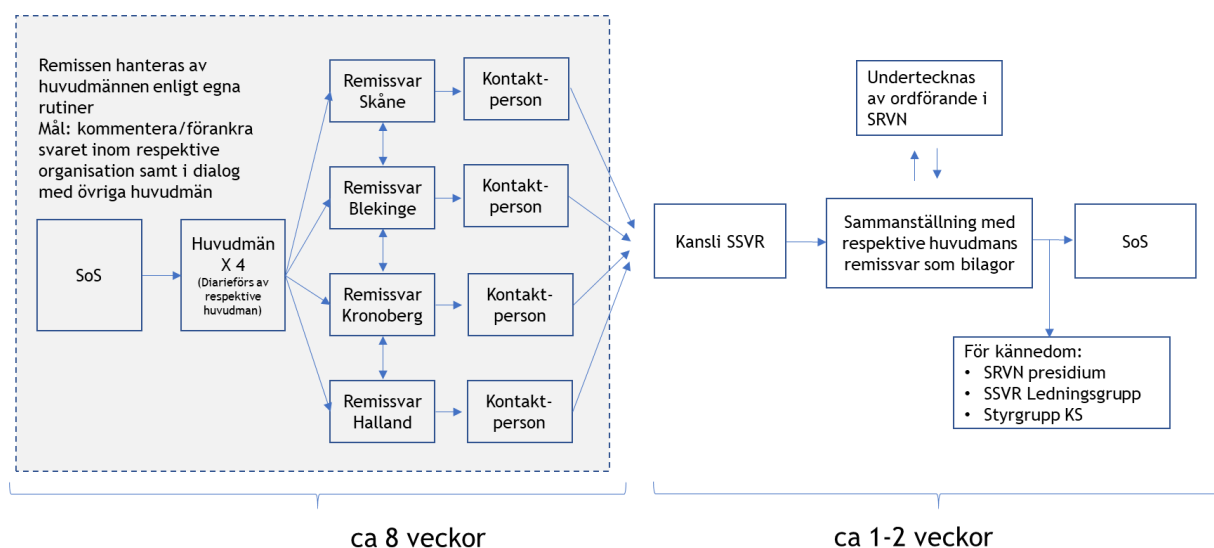 Remissen hanteras av
huvudmännen enligt egna
rutiner
Mål: kommentera/förankra
svaret inom respektive
organisation samt i dialog
med övriga huvudmän
SoS
Huvudmän
X 4
(Diarieförs av
respektive
huvudman)
Remissvar
Skåne
Kontakt-
person
Remissvar
Blekinge
Kontakt-
person
Remissvar
Kronoberg
Kontakt-
person
Remissvar
Halland
Kontakt-
person
Kansli SSVR
Undertecknas
av ordförande i
SRVN
Sammanställning med
respektive huvudmans
remissvar som bilagor
SoS
För kännedom:
• SRVN presidium
• SSVR Ledningsgrupp
• Styrgrupp KS
ca 8 veckor
ca 1-2 veckor